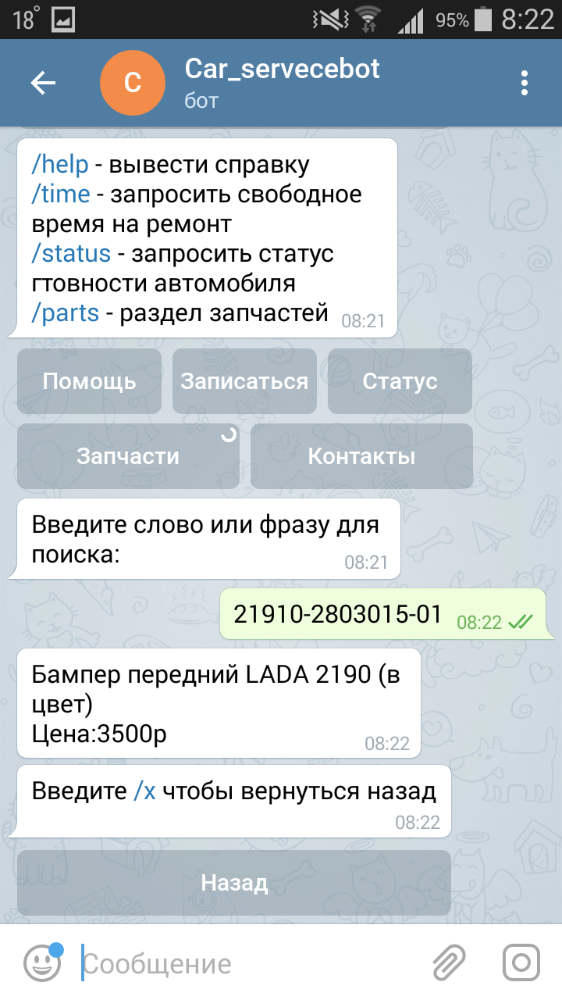 18°
95%
8:22
C
Car_servecebot
бот
/help - вывести справку
/time - запросить свободное
время на ремонт
/status - запросить статус
гтовности автомобиля
/parts - раздел запчастей
08:21
Помощь
Записаться
Статус
Запчасти
Контакты
Введите слово или фразу для
поиска:
08:21
21910-2803015-01
08:22
Бампер передний LADA 2190 (в
цвет)
Цена:3500р
08:22
Введите /x чтобы вернуться назад
08:22
Назад
Сообщение